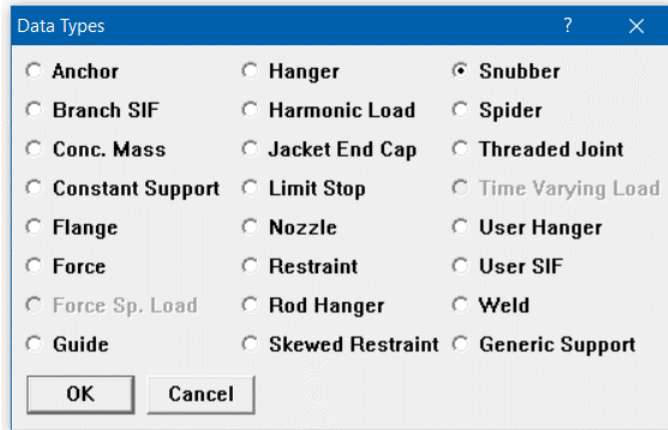 Data Types ?
Anchor Hanger Snubber
Branch SIF Harmonic Load Spider
Conc. Mass Jacket End Cap Threaded Joint
Constant Support Limit Stop Time Varying Load
Flange Nozzle User Hanger
Force Restraint User SIF
Force Sp. Load Rod Hanger Weld
Guide Skewed Restraint Generic Support
OK Cancel